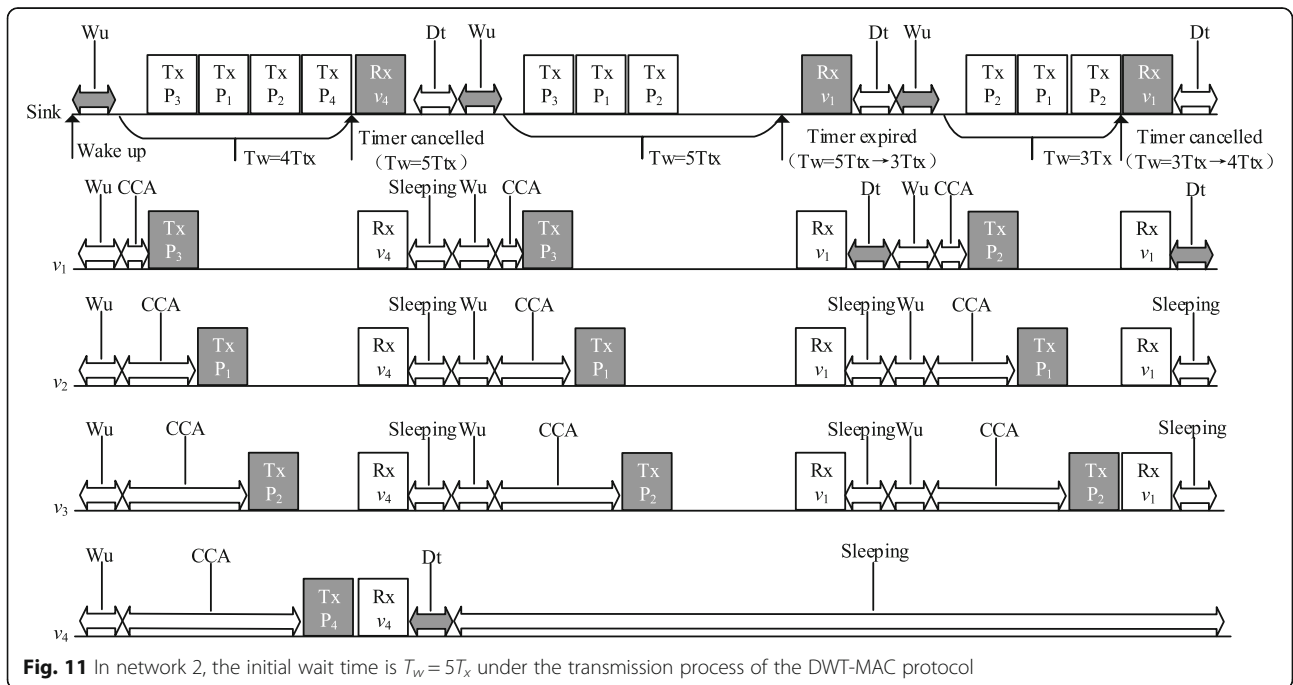 Wu Dt Wu Dt Wu Dt
Tx P3 Tx P1 Tx P2 Tx P4 Rx v4 Tx P3 Tx P1 Tx P2 Rx v1 Tx P2 Tx P1 Tx P2 Rx v1
Sink
Wake up Tw=4Ttx Timer cancelled (Tw=5Ttx) Tw=5Ttx Timer expired (Tw=5Ttx→3Ttx) Tw=3Tx Timer cancelled (Tw=3Ttx→4Ttx)
Wu CCA Sleeping Wu CCA Dt Wu CCA Dt
Tx P3 Rx v4 Tx P3 Rx v1 Tx P2 Rx v1
v1
Wu CCA Sleeping Wu CCA Sleeping Wu CCA Sleeping
Tx P1 Rx v4 Tx P1 Rx v1 Tx P1 Rx v1
v2
Wu CCA Sleeping Wu CCA Sleeping Wu CCA Sleeping
Tx P2 Rx v4 Tx P2 Rx v1 Tx P2 Rx v1
v3
Wu CCA Dt Sleeping
Tx P4 Rx v4
v4
Fig. 11 In network 2, the initial wait time is Tw = 5Tx under the transmission process of the DWT-MAC protocol